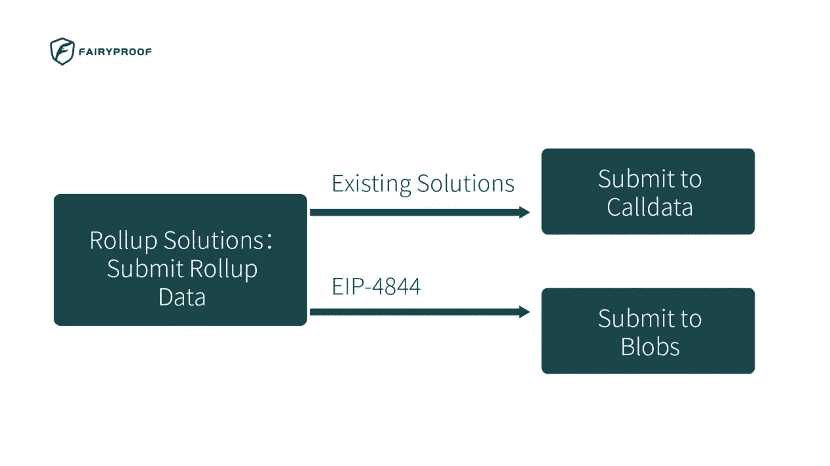 FAIRYPROOF
Existing Solutions
Submit to
Calldata
Rollup Solutions：
Submit Rollup
Data
EIP-4844
Submit to
Blobs